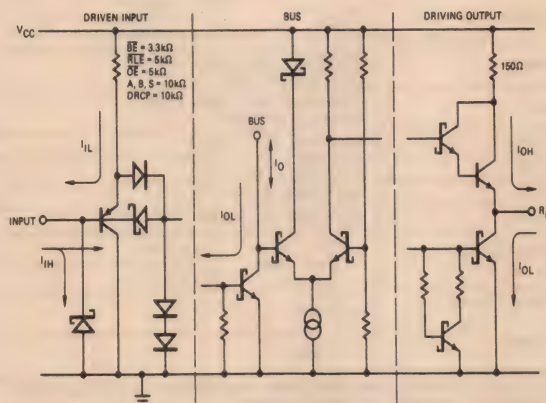 DRIVEN INPUT
BUS
DRIVING OUTPUT
VCC
BE = 3.3kΩ
RLE = 5kΩ
OE = 5kΩ
A, B, S = 10kΩ
DRCP = 10kΩ
150Ω
IIL
BUS
IO
IOH
INPUT
IOL
R
IIH
IOL